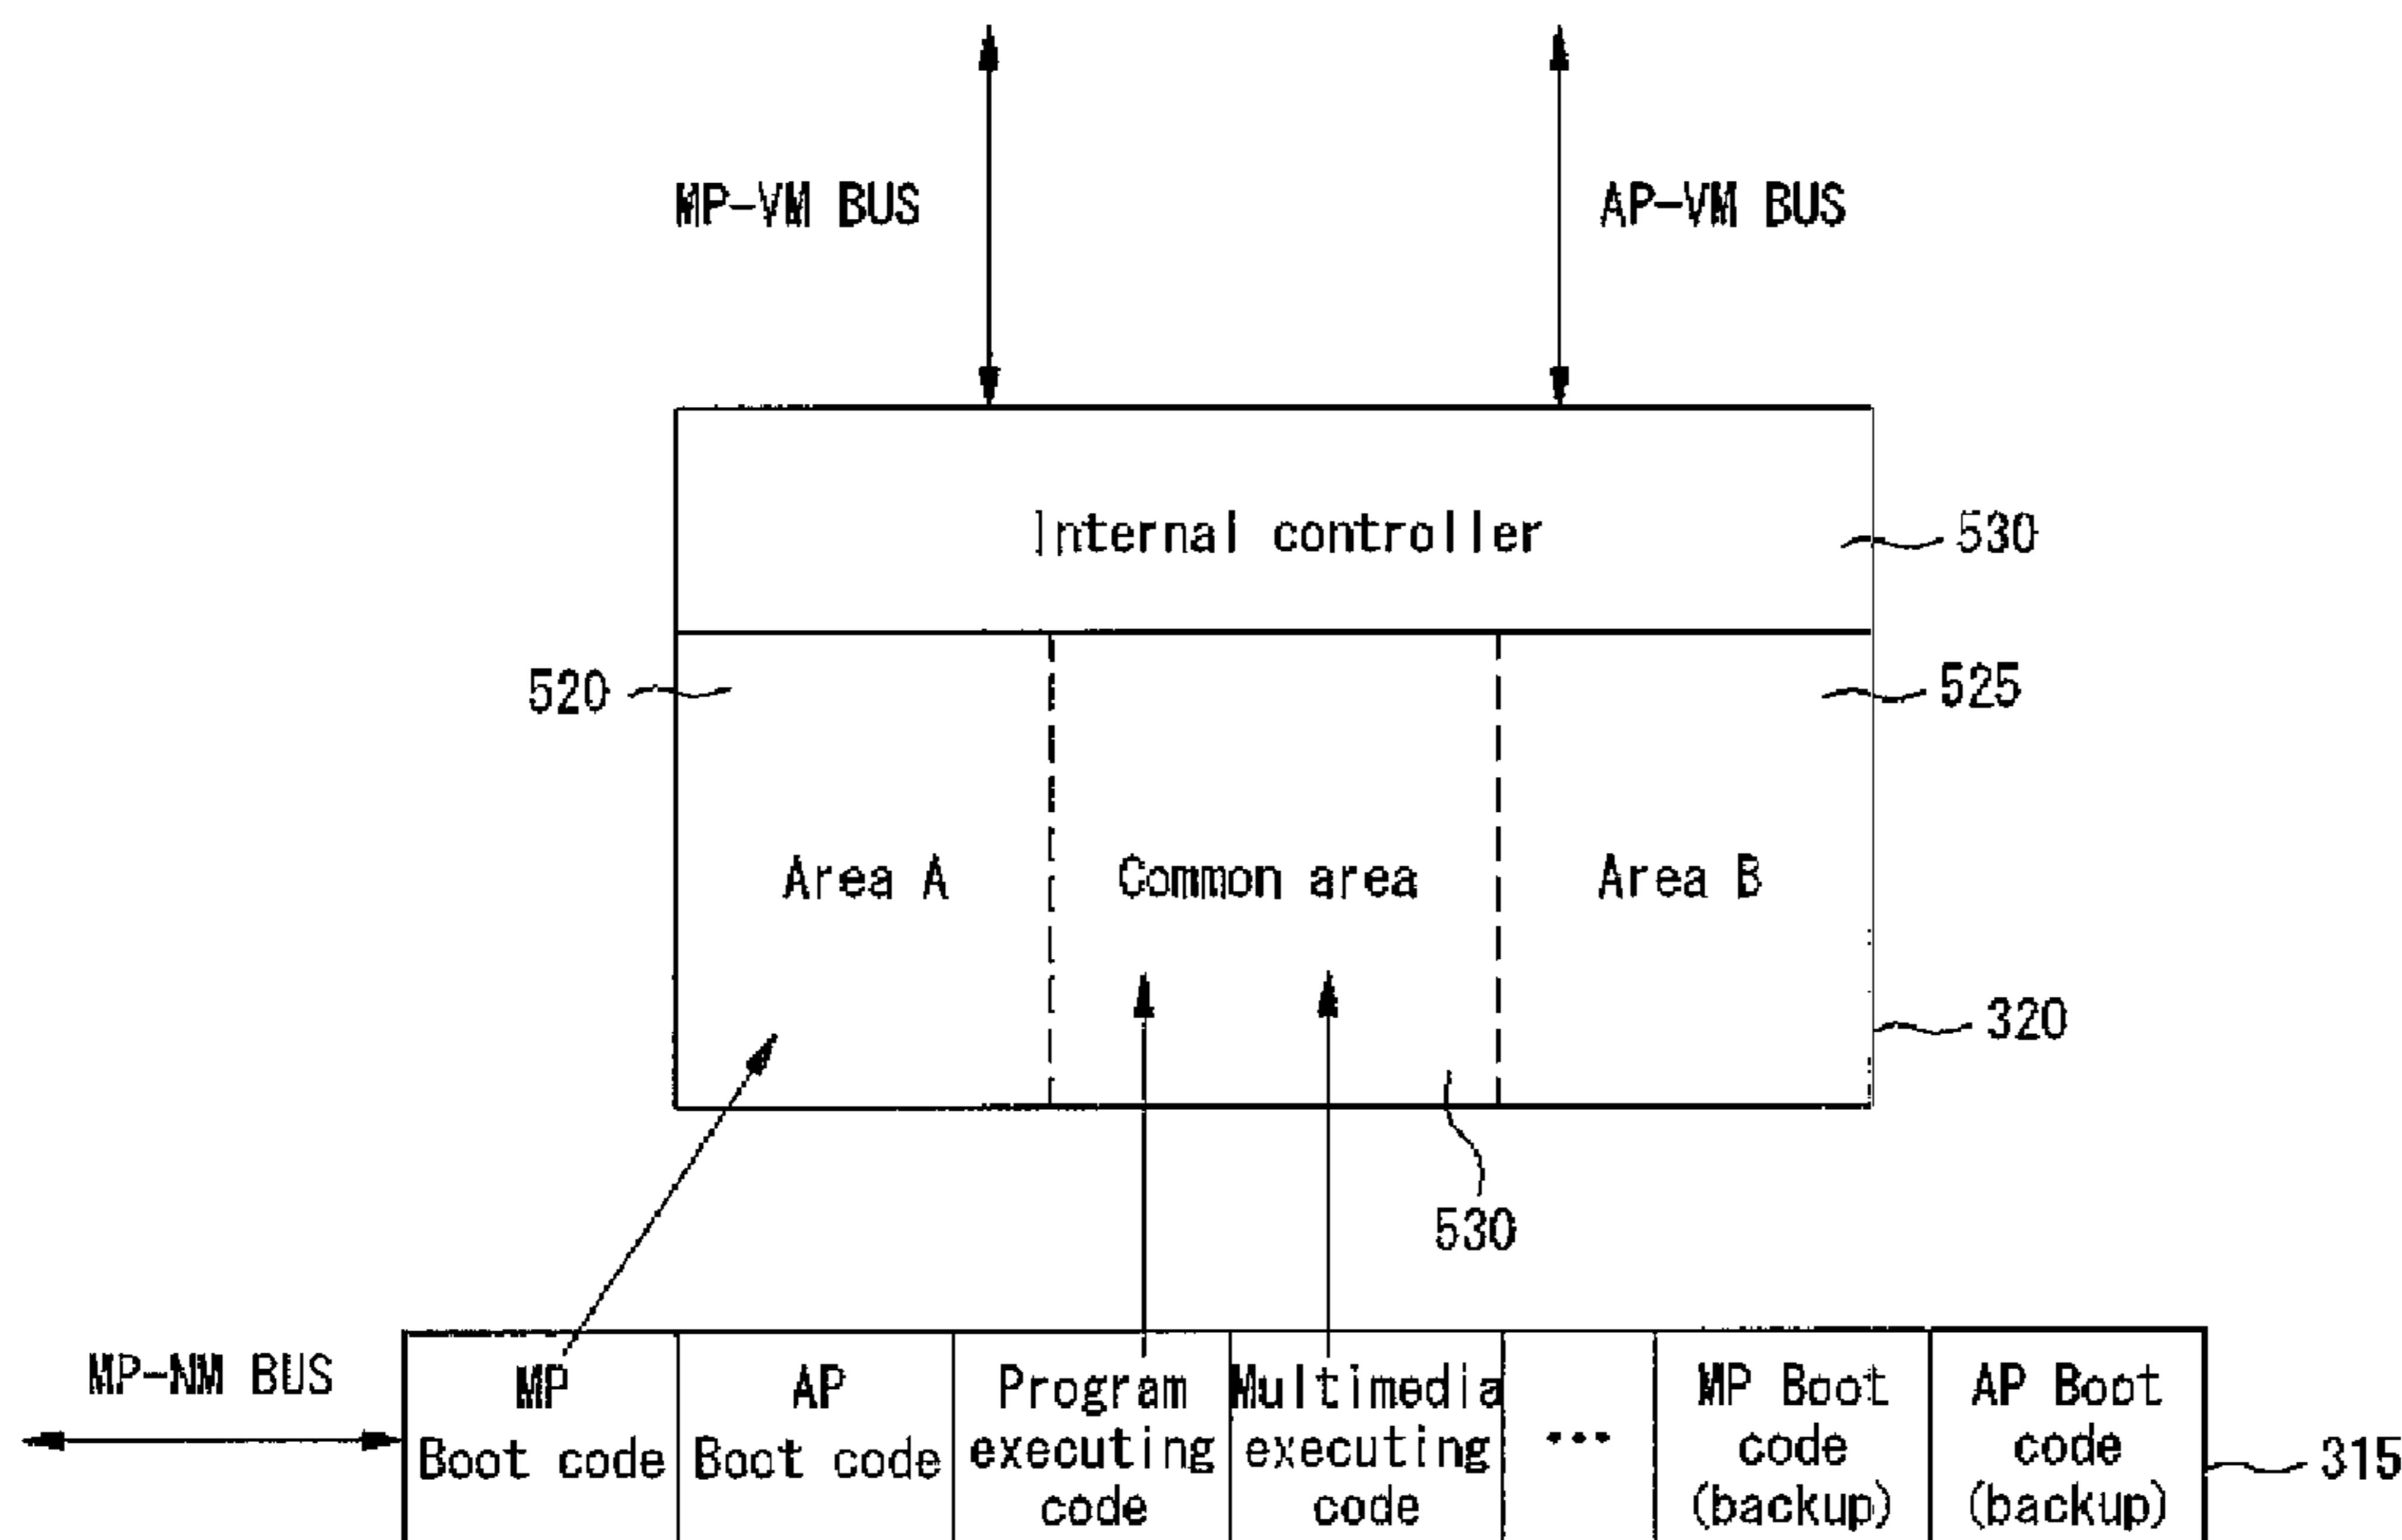 MP-VM BUS
AP-VM BUS
Internal controller
530
520
525
Area A
Common area
Area B
320
530
MP-NM BUS
MP
Boot code
AP
Boot code
Program
executing
code
Multimedia
executing
code
...
MP Boot
code
(backup)
AP Boot
code
(backup)
315